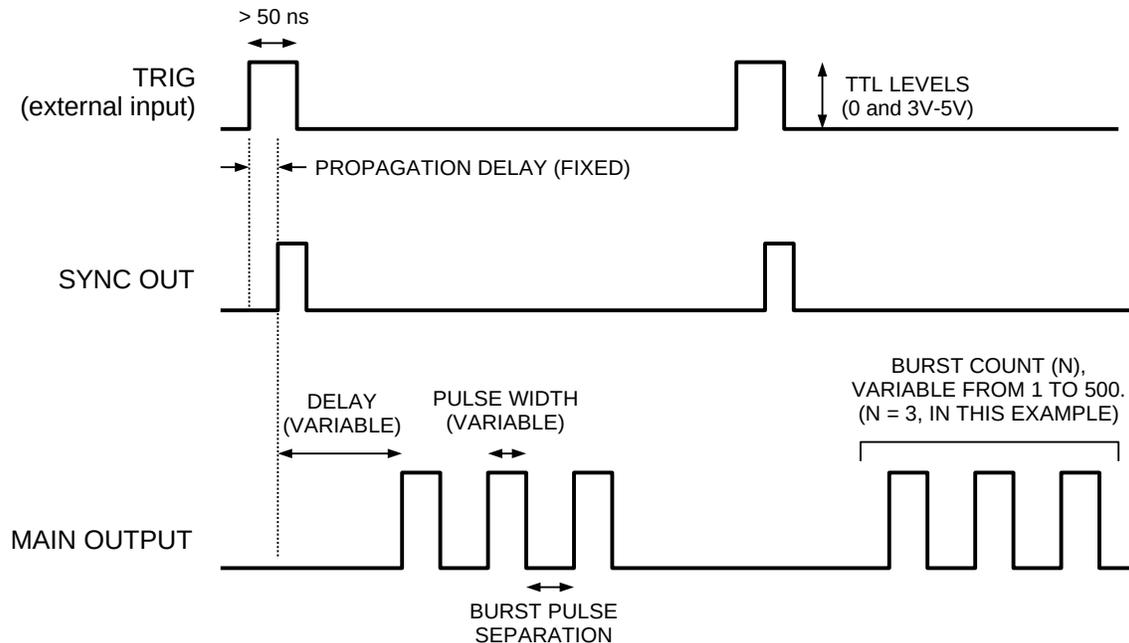 > 50 ns
TRIG
(external input)
TTL LEVELS
(0 and 3V-5V)
PROPAGATION DELAY (FIXED)
SYNC OUT
BURST COUNT (N),
VARIABLE FROM 1 TO 500.
(N = 3, IN THIS EXAMPLE)
DELAY
(VARIABLE)
PULSE WIDTH
(VARIABLE)
MAIN OUTPUT
BURST PULSE
SEPARATION